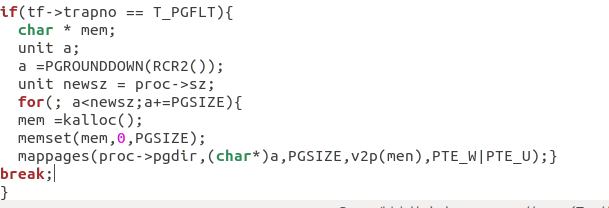 if(tf->trapno == T_PGFLT){
char * mem;
unit a;
a =PGROUNDDOWN(RCR2());
unit newsz = proc->sz;
for(; a<newsz;a+=PGSIZE){
mem =kalloc();
memset(mem,0,PGSIZE);
mappages(proc->pgdir,(char*)a,PGSIZE,v2p(men),PTE_W|PTE_U);}
break;
}